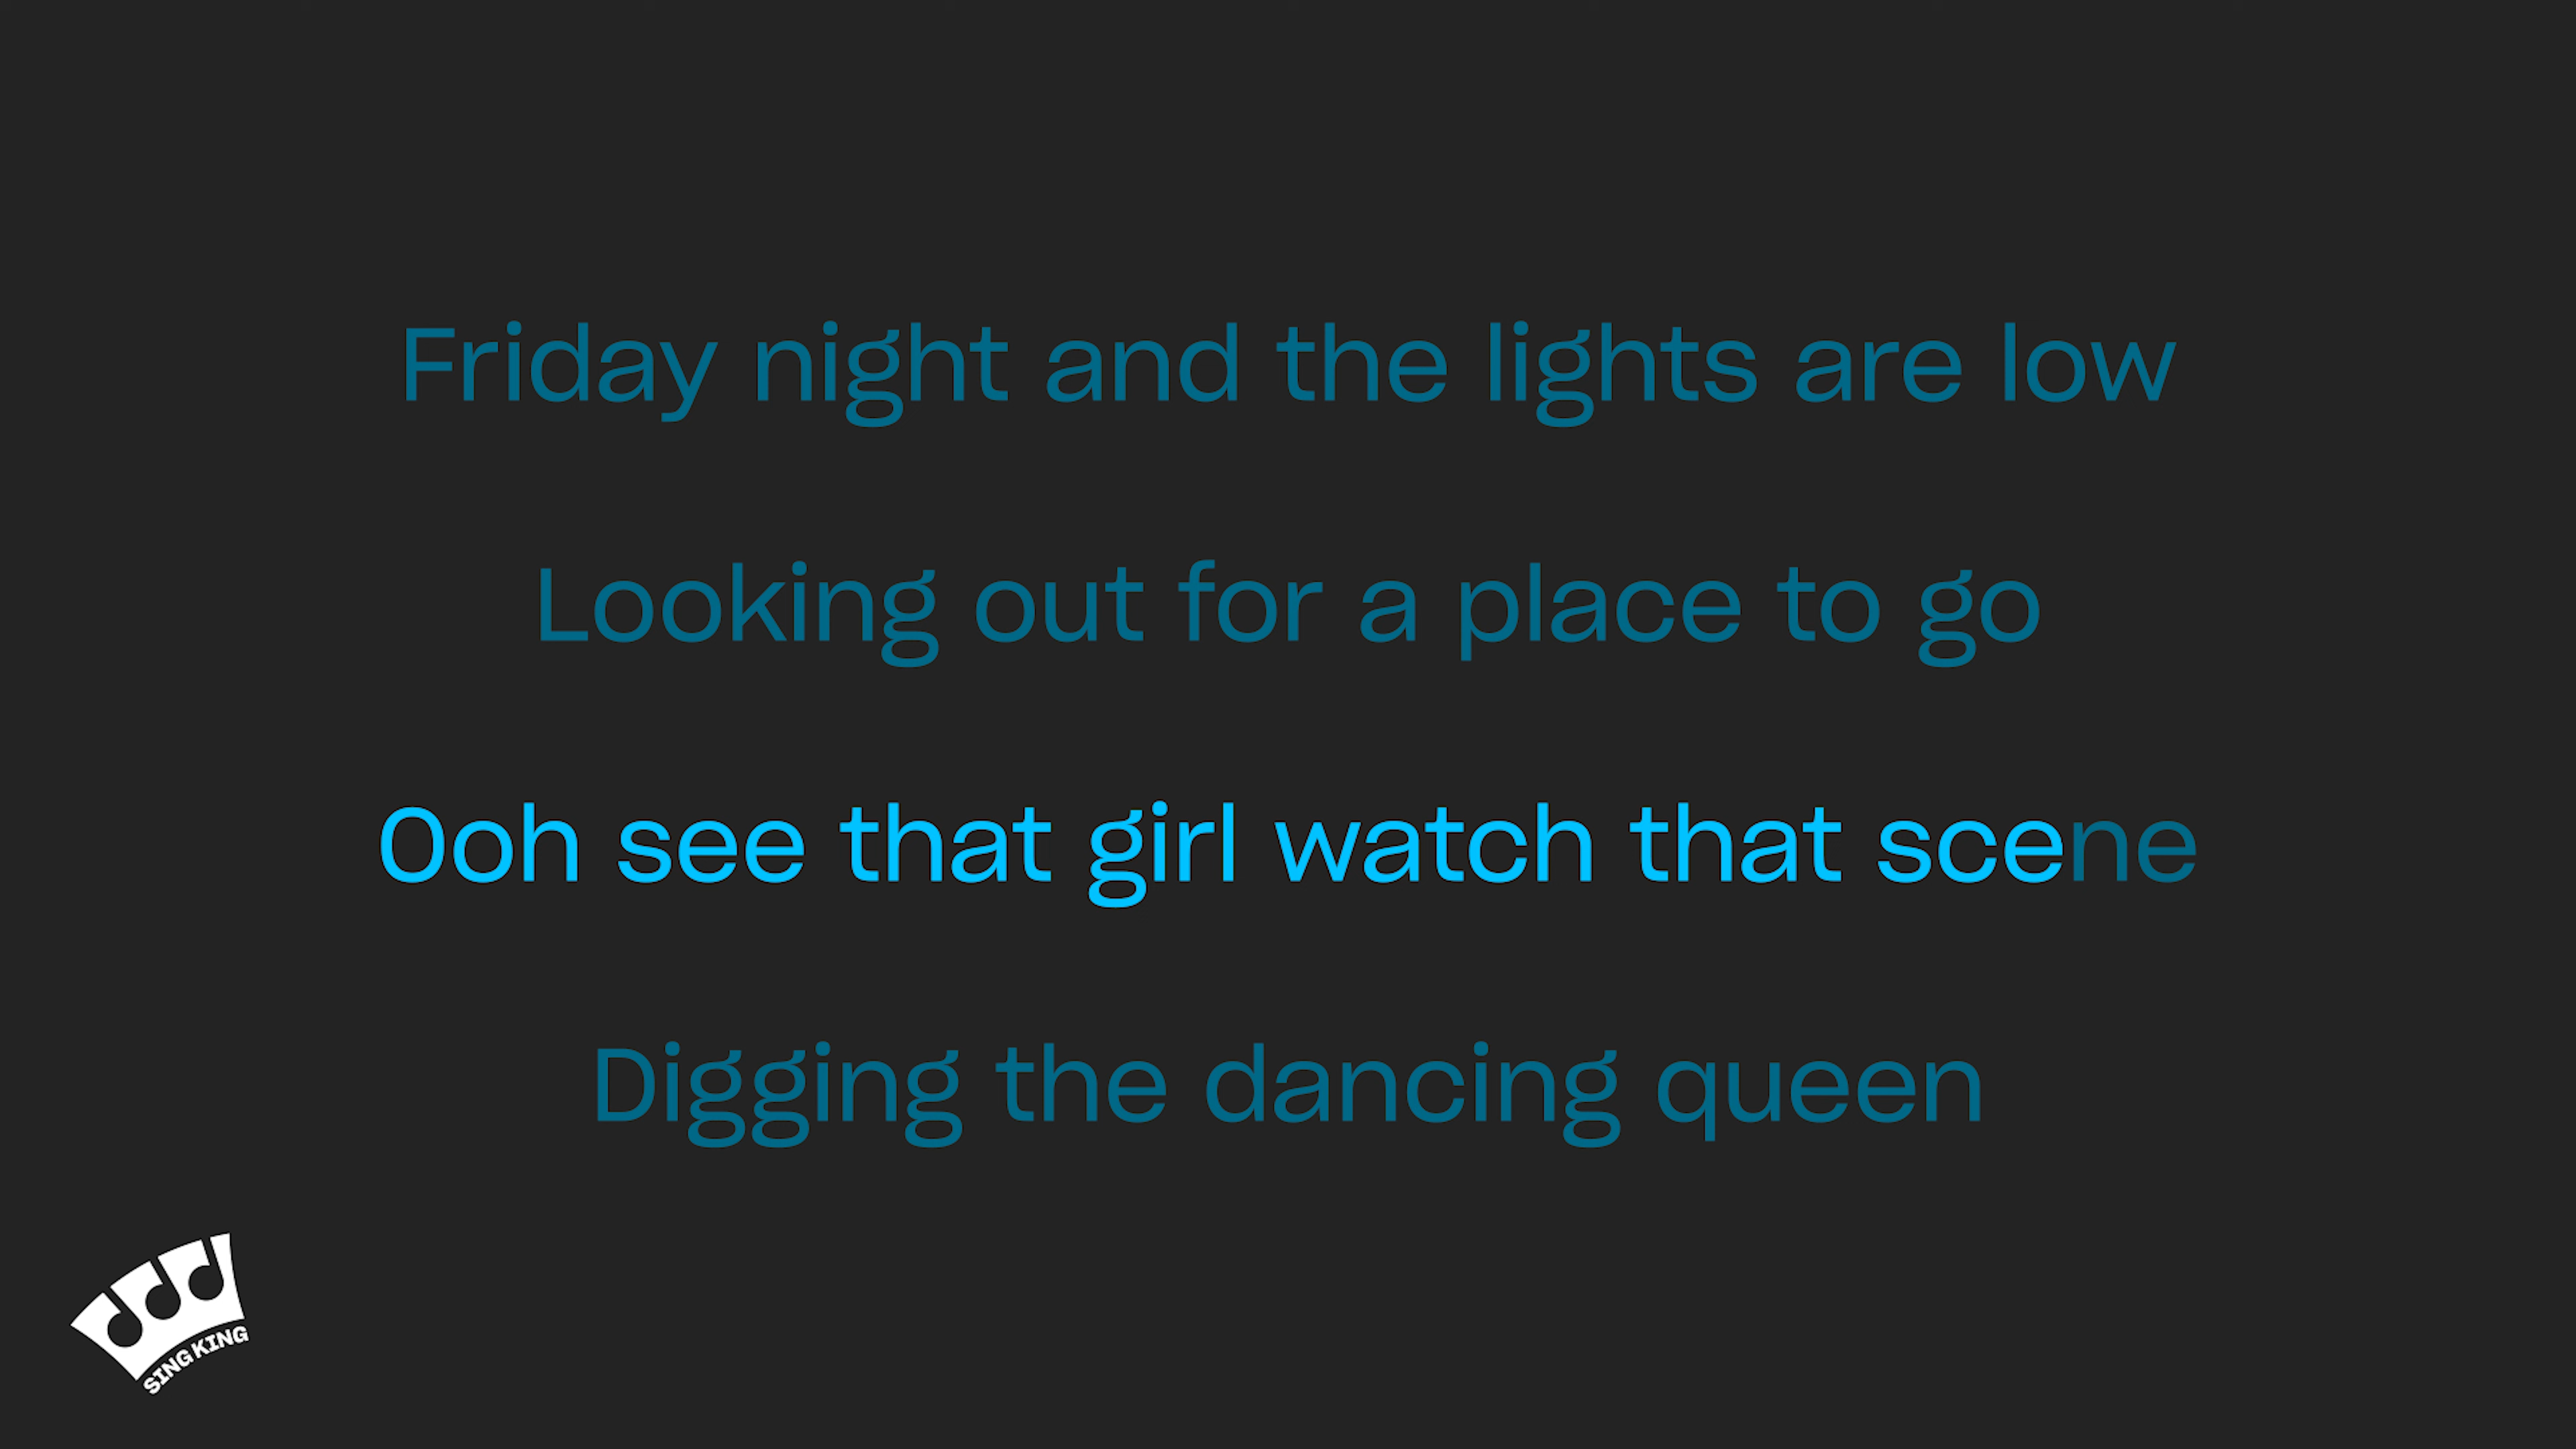 Friday night and the lights are low
Looking out for a place to go
Ooh see that girl watch that scene
Digging the dancing queen
SING KING